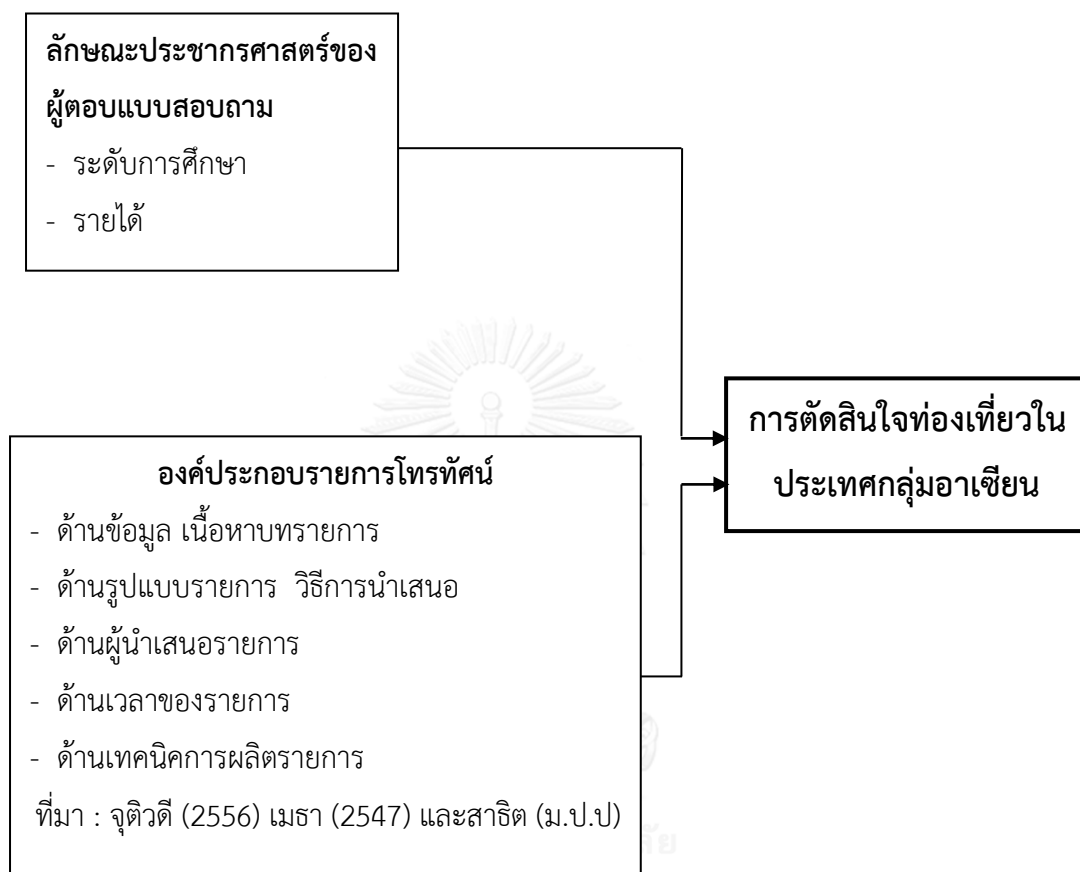 ลักษณะประชากรศาสตร์ของ
ผู้ตอบแบบสอบถาม
- ระดับการศึกษา
- รายได้
การตัดสินใจท่องเที่ยวใน
ประเทศกลุ่มอาเซียน
องค์ประกอบรายการโทรทัศน์
- ด้านข้อมูล เนื้อหาบทรายการ
- ด้านรูปแบบรายการ วิธีการนำเสนอ
- ด้านผู้นำเสนอรายการ
- ด้านเวลาของรายการ
- ด้านเทคนิคการผลิตรายการ
ที่มา : จุติวดี (2556) เมธา (2547) และสาธิต (ม.ป.ป)